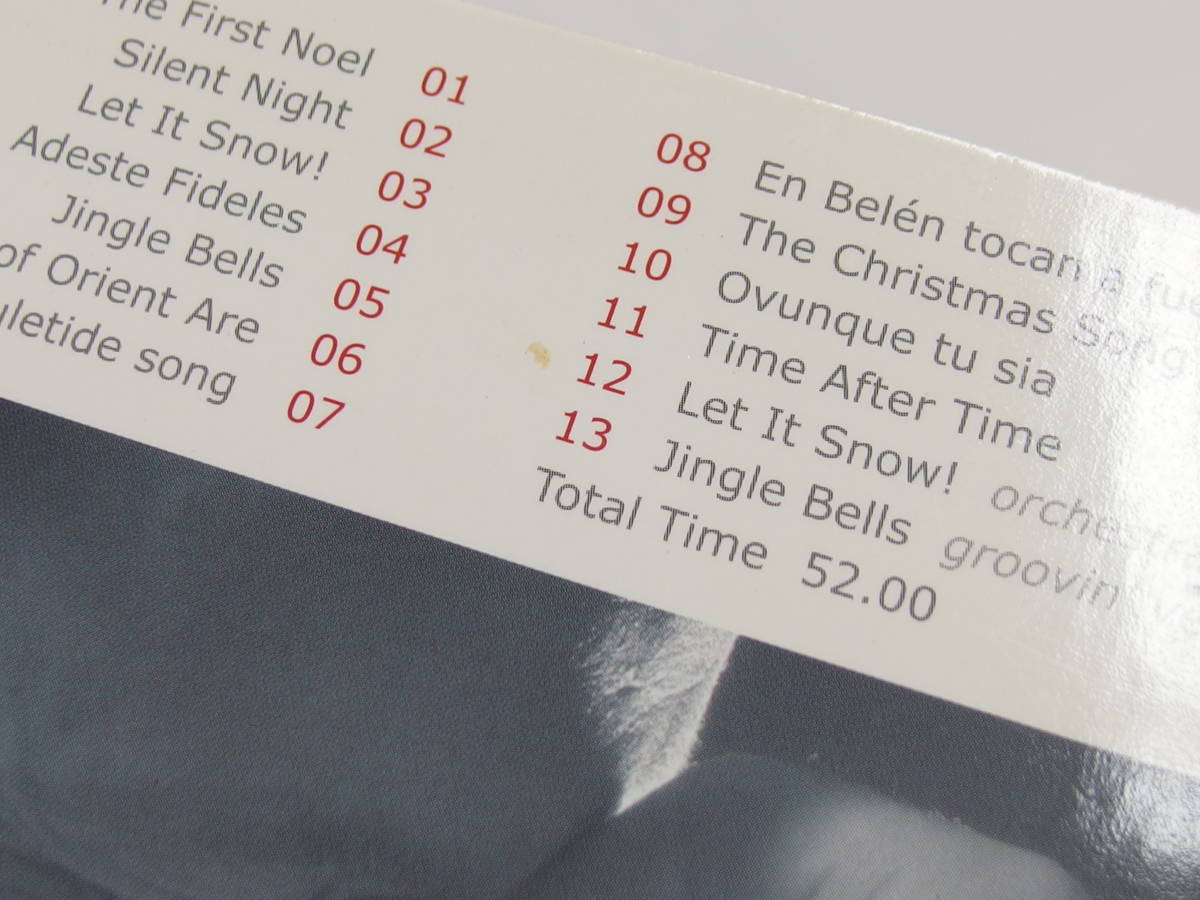 The First Noel 01
Silent Night 02
Let It Snow! 03
Adeste Fideles 04
Jingle Bells 05
of Orient Are 06
song 07
08 En Belén tocan a
09 The Christmas Song
10 Ovunque tu sia
11 Time After Time
12 Let It Snow!
13 Jingle Bells groovin
Total Time 52.00